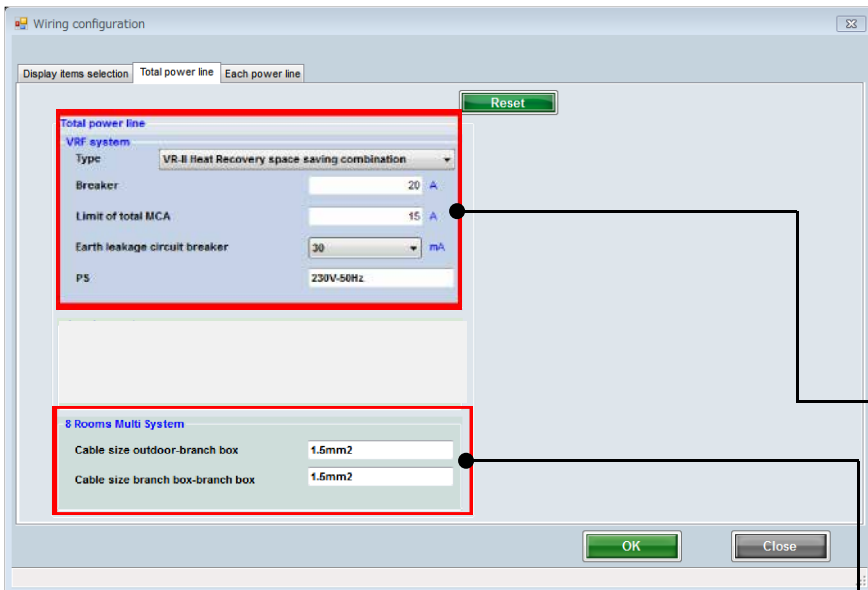 Wiring configuration
Display items selection Total power line Each power line
Reset
Total power line
VRF system
Type VR-II Heat Recovery space saving combination
Breaker 20 A
Limit of total MCA 15 A
Earth leakage circuit breaker 30 mA
PS 230V-50Hz
8 Rooms Multi System
Cable size outdoor-branch box 1.5mm2
Cable size branch box-branch box 1.5mm2
OK Close